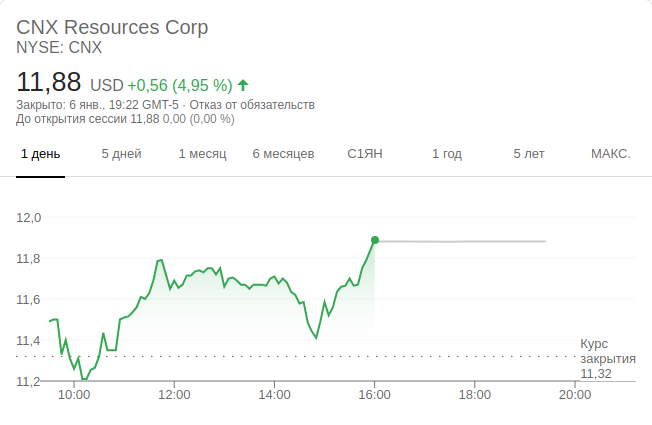 CNX Resources Corp
NYSE: CNX
11,88 USD +0,56 (4,95 %)
Закрыто: 6 янв., 19:22 GMT-5 · Отказ от обязательств
До открытия сессии 11,88 0,00 (0,00 %)
1 день 5 дней 1 месяц 6 месяцев С1ЯН 1 год 5 лет МАКС.
12,0
11,8
11,6
11,4
Курс
закрытия
11,32
11,2
10:00 12:00 14:00 16:00 18:00 20:00